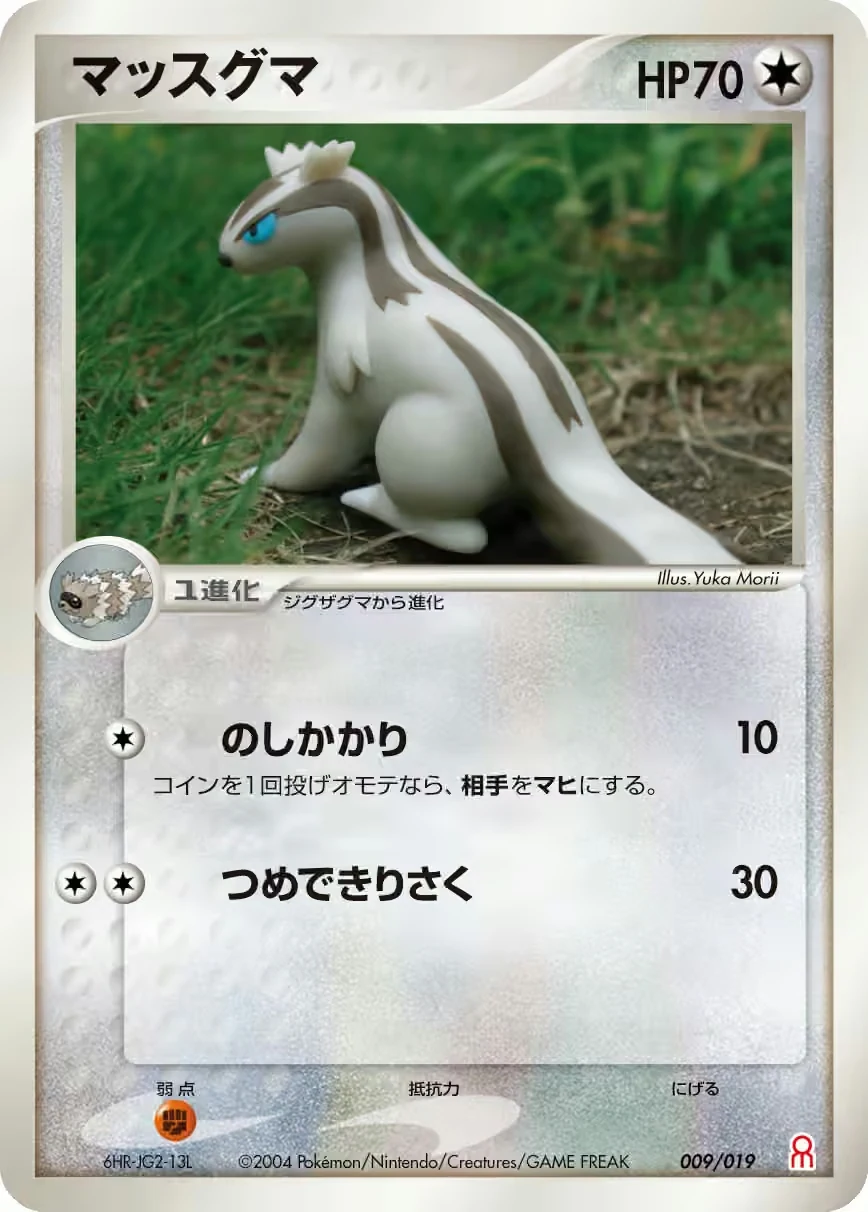 マッスグマ HP70
Illus. Yuka Morii
1進化 ジグザグマから進化
のしかかり 10
コインを1回投げオモテなら、相手をマヒにする。
つめできりさく 30
弱点 抵抗力 にげる
6HR-JG2-13L ©2004 Pokémon/Nintendo/Creatures/GAME FREAK 009/019